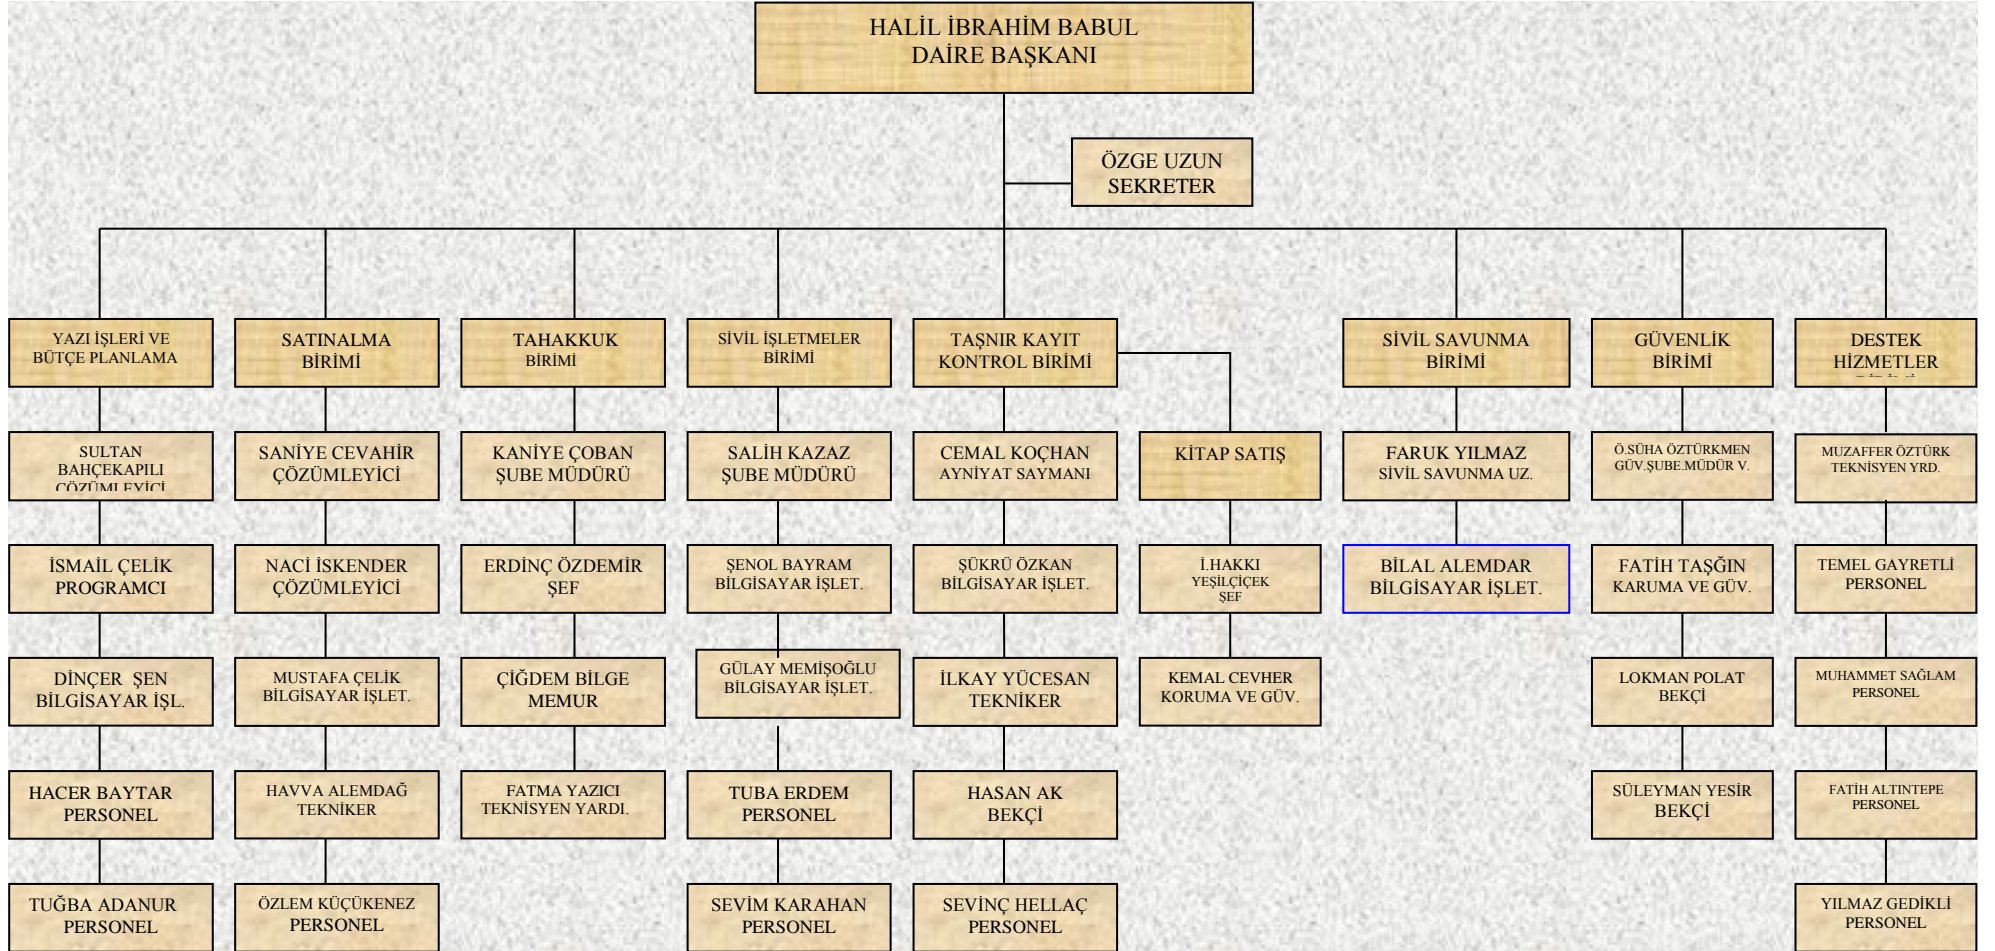 HALİL İBRAHİM BABUL
DAİRE BAŞKANI
ÖZGE UZUN
SEKRETER
YAZI İŞLERİ VE
BÜTÇE PLANLAMA
SULTAN
BAHÇEKAPILI
ÇÖZÜMLEYİCİ
İSMAİL ÇELİK
PROGRAMCI
DİNÇER ŞEN
BİLGİSAYAR İŞL.
HACER BAYTAR
PERSONEL
TUĞBA ADANUR
PERSONEL
SATINALMA
BİRİMİ
SANİYE CEVAHİR
ÇÖZÜMLEYİCİ
NACİ İSKENDER
ÇÖZÜMLEYİCİ
MUSTAFA ÇELİK
BİLGİSAYAR İŞLET.
HAVVA ALEMDAĞ
TEKNİKER
ÖZLEM KÜÇÜKENEZ
PERSONEL
TAHAKKUK
BİRİMİ
KANİYE ÇOBAN
ŞUBE MÜDÜRÜ
ERDİNÇ ÖZDEMİR
ŞEF
ÇİĞDEM BİLGE
MEMUR
FATMA YAZICI
TEKNİSYEN YARDI.
SİVİL İŞLETMELER
BİRİMİ
SALİH KAZAZ
ŞUBE MÜDÜRÜ
ŞENOL BAYRAM
BİLGİSAYAR İŞLET.
GÜLAY MEMİŞOĞLU
BİLGİSAYAR İŞLET.
TUBA ERDEM
PERSONEL
SEVİM KARAHAN
PERSONEL
TAŞNIR KAYIT
KONTROL BİRİMİ
CEMAL KOÇHAN
AYNİYAT SAYMANI
ŞÜKRÜ ÖZKAN
BİLGİSAYAR İŞLET.
İLKAY YÜCESAN
TEKNİKER
HASAN AK
BEKÇİ
SEVİNÇ HELLAÇ
PERSONEL
KİTAP SATIŞ
İ.HAKKI
YEŞİLÇİÇEK
ŞEF
KEMAL CEVHER
KORUMA VE GÜV.
SİVİL SAVUNMA
BİRİMİ
FARUK YILMAZ
SİVİL SAVUNMA UZ.
BİLAL ALEMDAR
BİLGİSAYAR İŞLET.
GÜVENLİK
BİRİMİ
Ö.SÜHA ÖZTÜRKMEN
GÜV.ŞUBE.MÜDÜR V.
FATİH TAŞĞIN
KARUMA VE GÜV.
LOKMAN POLAT
BEKÇİ
SÜLEYMAN YESİR
BEKÇİ
DESTEK
HİZMETLER
MUZAFFER ÖZTÜRK
TEKNİSYEN YRD.
TEMEL GAYRETLİ
PERSONEL
MUHAMMET SAĞLAM
PERSONEL
FATİH ALTINTEPE
PERSONEL
YILMAZ GEDİKLİ
PERSONEL